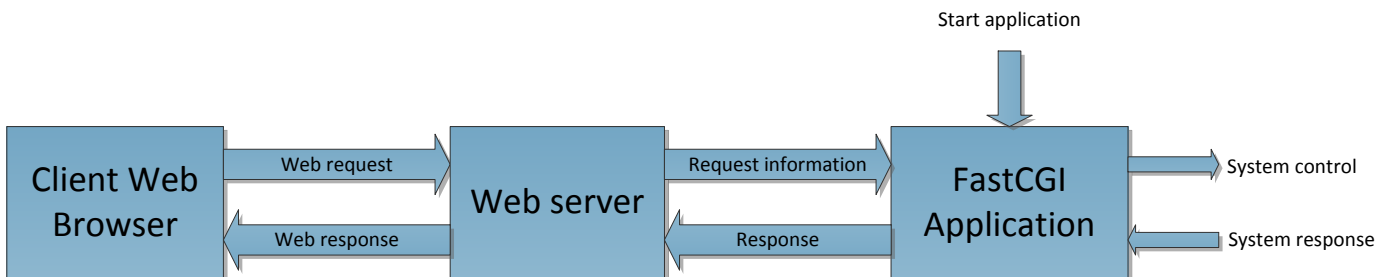 Start application
Client Web
Browser
Web request
Web response
Web server
Request information
Response
FastCGI
Application
System control
System response